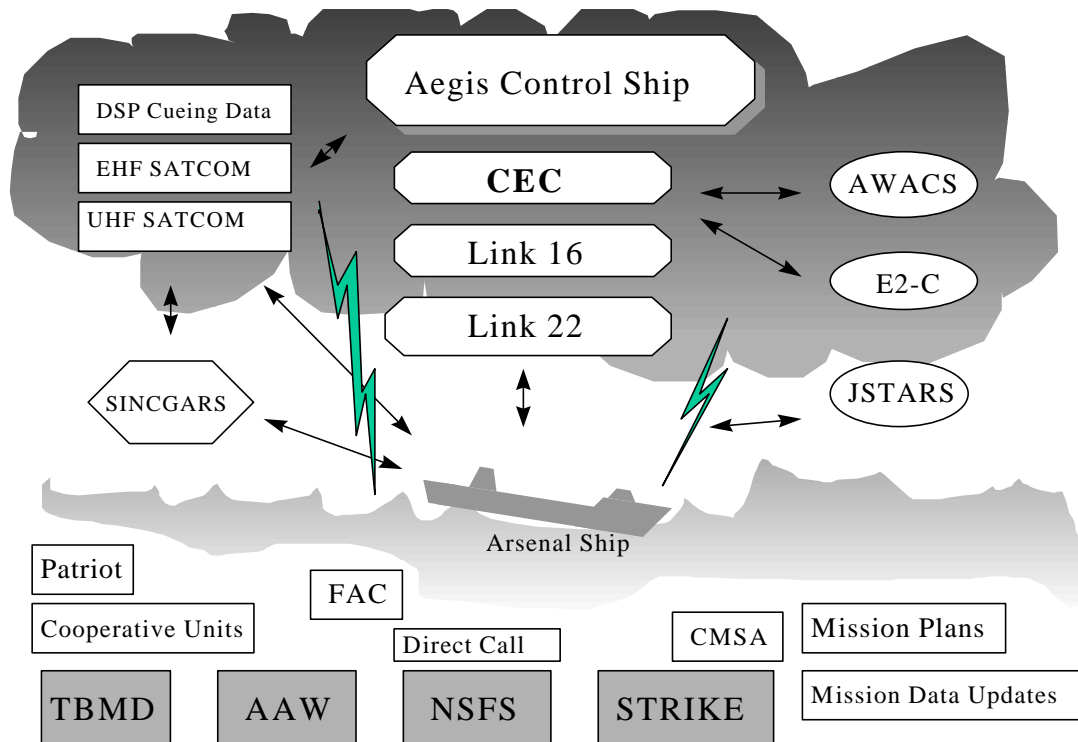 Aegis Control Ship
DSP Cueing Data
EHF SATCOM
UHF SATCOM
CEC
Link 16
Link 22
AWACS
E2-C
JSTARS
SINCGARS
Arsenal Ship
Patriot
Cooperative Units
FAC
Direct Call
CMSA
Mission Plans
Mission Data Updates
TBMD
AAW
NSFS
STRIKE